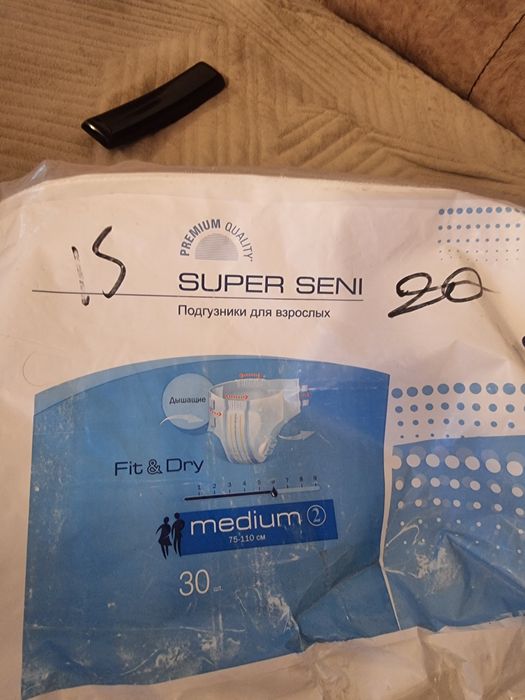 PREMIUM QUALITY
15
SUPER SENI
20
Подгузники для взрослых
Дышащие
Fit & Dry
1 2 3 4 5 6 7 8 9
medium 2
75-110 см
30 шт.